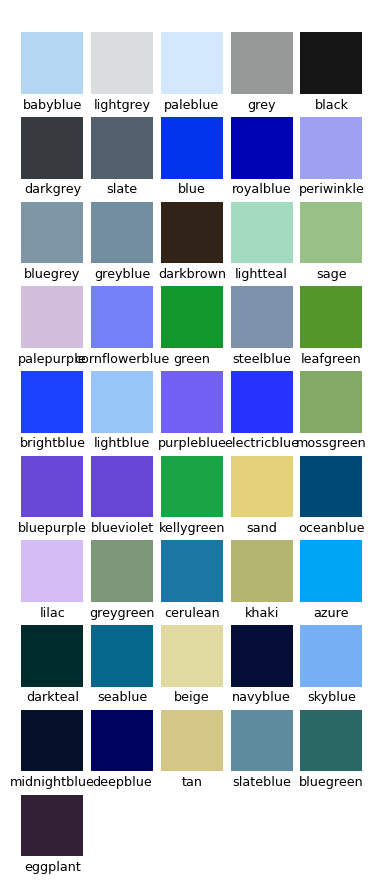 babyblue lightgrey paleblue grey black
darkgrey slate blue royalblue periwinkle
bluegrey greyblue darkbrown lightteal sage
palepurple cornflowerblue green steelblue leafgreen
brightblue lightblue purpleblue electricblue mossgreen
bluepurple blueviolet kellygreen sand oceanblue
lilac greygreen cerulean khaki azure
darkteal seablue beige navyblue skyblue
midnightblue deepblue tan slateblue bluegreen
eggplant